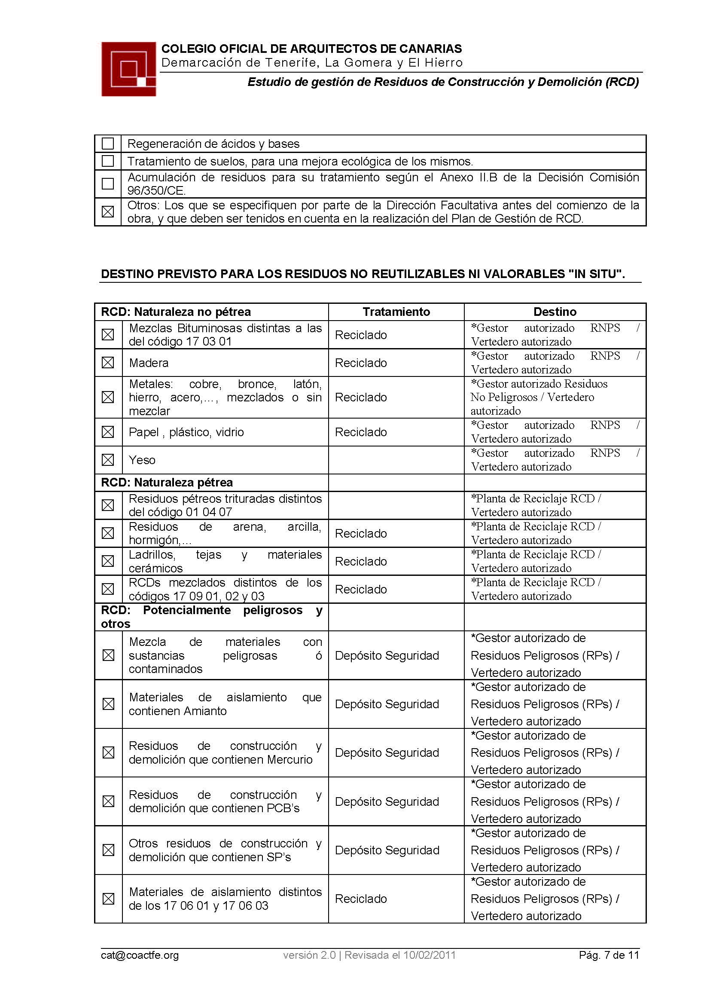 COLEGIO OFICIAL DE ARQUITECTOS DE CANARIAS
Demarcación de Tenerife, La Gomera y El Hierro
Estudio de gestión de Residuos de Construcción y Demolición (RCD)
☐ Regeneración de ácidos y bases
☐ Tratamiento de suelos, para una mejora ecológica de los mismos.
☐ Acumulación de residuos para su tratamiento según el Anexo II.B de la Decisión Comisión
96/350/CE.
☒ Otros: Los que se especifiquen por parte de la Dirección Facultativa antes del comienzo de la
obra, y que deben ser tenidos en cuenta en la realización del Plan de Gestión de RCD.
DESTINO PREVISTO PARA LOS RESIDUOS NO REUTILIZABLES NI VALORABLES "IN SITU".
RCD: Naturaleza no pétrea
Tratamiento
Destino
☒ Mezclas Bituminosas distintas a las
del código 17 03 01
Reciclado
*Gestor autorizado RNPS /
Vertedero autorizado
☒ Madera
Reciclado
*Gestor autorizado RNPS /
Vertedero autorizado
☒ Metales: cobre, bronce, latón,
hierro, acero,…, mezclados o sin
mezclar
Reciclado
*Gestor autorizado Residuos
No Peligrosos / Vertedero
autorizado
☒ Papel , plástico, vidrio
Reciclado
*Gestor autorizado RNPS /
Vertedero autorizado
☒ Yeso
*Gestor autorizado RNPS /
Vertedero autorizado
RCD: Naturaleza pétrea
☒ Residuos pétreos trituradas distintos
del código 01 04 07
*Planta de Reciclaje RCD /
Vertedero autorizado
☒ Residuos de arena, arcilla,
hormigón,…
Reciclado
*Planta de Reciclaje RCD /
Vertedero autorizado
☒ Ladrillos, tejas y materiales
cerámicos
Reciclado
*Planta de Reciclaje RCD /
Vertedero autorizado
☒ RCDs mezclados distintos de los
códigos 17 09 01, 02 y 03
Reciclado
*Planta de Reciclaje RCD /
Vertedero autorizado
RCD: Potencialmente peligrosos y
otros
☒ Mezcla de materiales con
sustancias peligrosas ó
contaminados
Depósito Seguridad
*Gestor autorizado de
Residuos Peligrosos (RPs) /
Vertedero autorizado
☒ Materiales de aislamiento que
contienen Amianto
Depósito Seguridad
*Gestor autorizado de
Residuos Peligrosos (RPs) /
Vertedero autorizado
☒ Residuos de construcción y
demolición que contienen Mercurio
Depósito Seguridad
*Gestor autorizado de
Residuos Peligrosos (RPs) /
Vertedero autorizado
☒ Residuos de construcción y
demolición que contienen PCB’s
Depósito Seguridad
*Gestor autorizado de
Residuos Peligrosos (RPs) /
Vertedero autorizado
☒ Otros residuos de construcción y
demolición que contienen SP’s
Depósito Seguridad
*Gestor autorizado de
Residuos Peligrosos (RPs) /
Vertedero autorizado
☒ Materiales de aislamiento distintos
de los 17 06 01 y 17 06 03
Reciclado
*Gestor autorizado de
Residuos Peligrosos (RPs) /
Vertedero autorizado
cat@coactfe.org
versión 2.0 | Revisada el 10/02/2011
Pág. 7 de 11